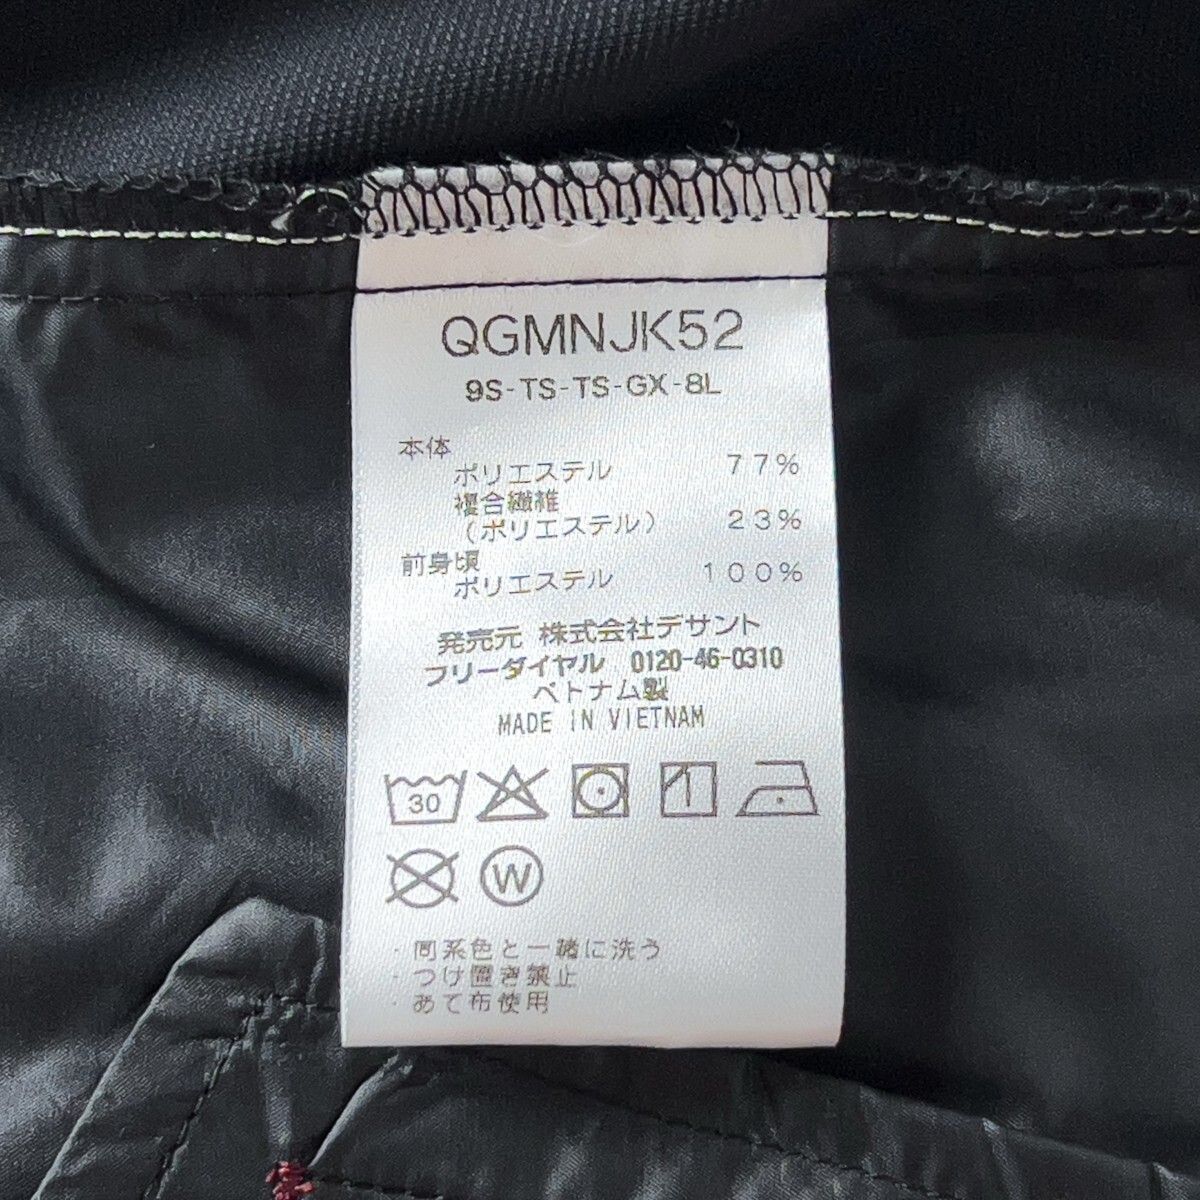 QGMNJK52
9S-TS-TS-GX-8L
本体
ポリエステル 77%
複合繊維
(ポリエステル) 23%
前身頃
ポリエステル 100%
発売元 株式会社デサント
フリーダイヤル 0120-46-0310
ベトナム製
MADE IN VIETNAM
30
W
・同系色と一緒に洗う
・つけ置き禁止
・あて布使用